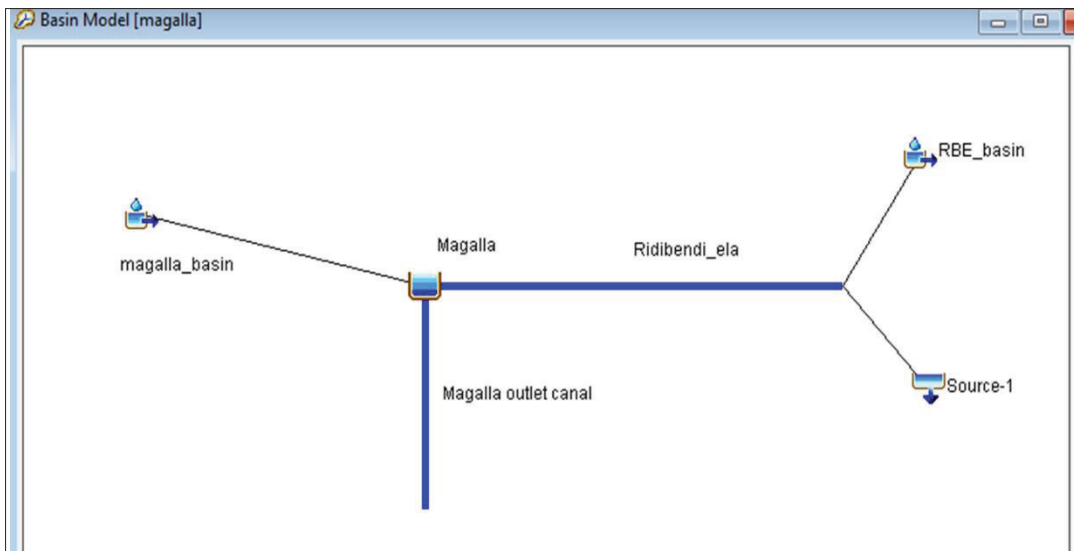 Basin Model [magalla]
RBE_basin
Magalla
Ridibendi_ela
magalla_basin
Source-1
Magalla outlet canal